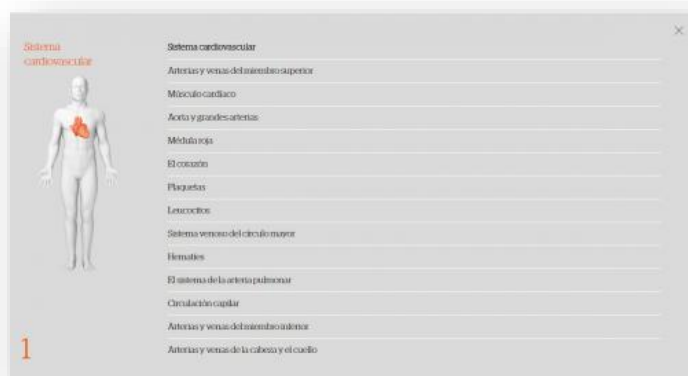 Sistema
cardiovascular
Sistema cardiovascular
Arterias y venas del miembro superior
Músculo cardíaco
Aorta y grandes arterias
Médula roja
El corazón
Plaquetas
Leucocitos
Sistema venoso del círculo mayor
Hematíes
El sistema de la arteria pulmonar
Circulación capilar
Arterias y venas del miembro inferior
Arterias y venas de la cabeza y el cuello
1